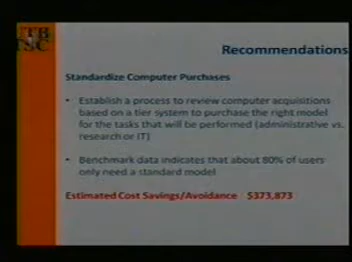 UTB
TSC
Recommendations
Standardize Computer Purchases
• Establish a process to review computer acquisitions
based on a tier system to purchase the right model
for the tasks that will be performed (administrative vs.
research or IT)
• Benchmark data indicates that about 80% of users
only need a standard model
Estimated Cost Savings/Avoidance $373,873